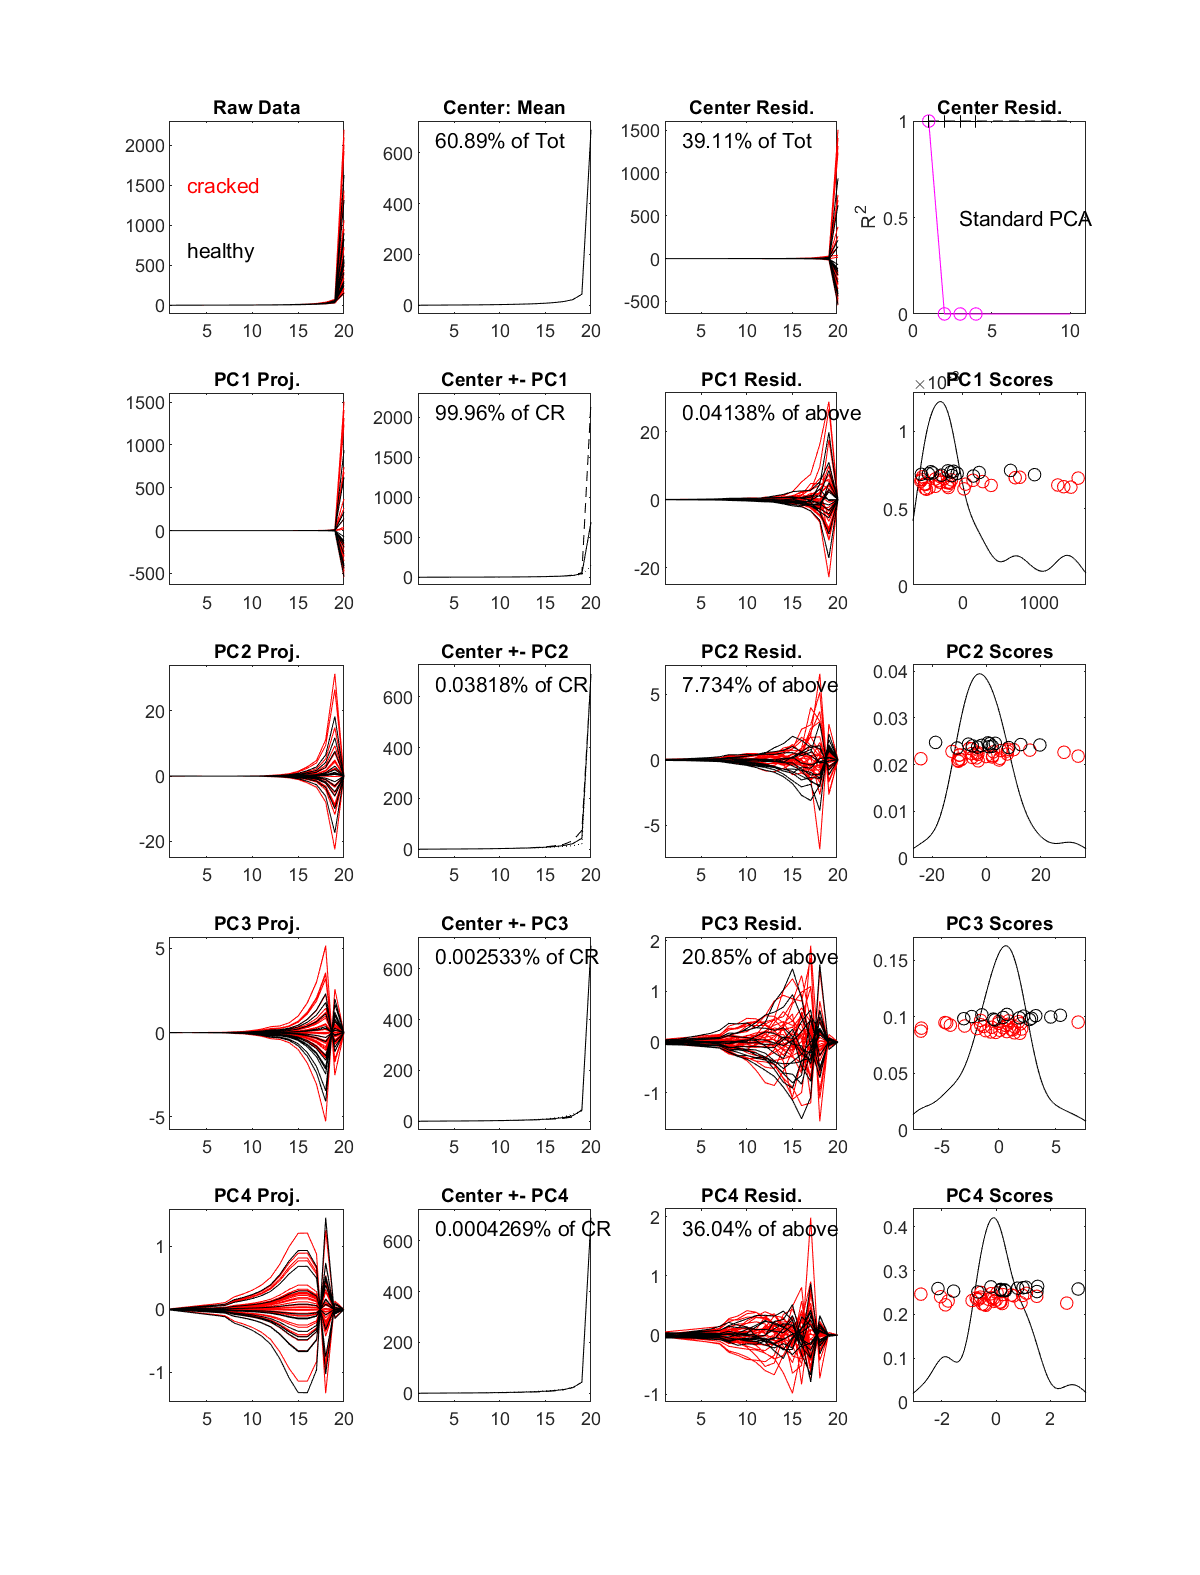 Raw Data
2000
1500
1000
500
0
cracked
healthy
5 10 15 20
Center: Mean
60.89% of Tot
600
400
200
0
5 10 15 20
Center Resid.
39.11% of Tot
1500
1000
500
0
-500
5 10 15 20
Center Resid.
1
0.5
0
R²
Standard PCA
0 5 10
PC1 Proj.
1500
1000
500
0
-500
5 10 15 20
Center +- PC1
99.96% of CR
2000
1500
1000
500
0
5 10 15 20
PC1 Resid.
0.04138% of above
20
0
-20
5 10 15 20
PC1 Scores
1
0.5
0
0 1000
PC2 Proj.
20
0
-20
5 10 15 20
Center +- PC2
0.03818% of CR
600
400
200
0
5 10 15 20
PC2 Resid.
7.734% of above
5
0
-5
5 10 15 20
PC2 Scores
0.04
0.03
0.02
0.01
0
-20 0 20
PC3 Proj.
5
0
-5
5 10 15 20
Center +- PC3
0.002533% of CR
600
400
200
0
5 10 15 20
PC3 Resid.
20.85% of above
2
1
0
-1
5 10 15 20
PC3 Scores
0.15
0.1
0.05
0
-5 0 5
PC4 Proj.
1
0
-1
5 10 15 20
Center +- PC4
0.0004269% of CR
600
400
200
0
5 10 15 20
PC4 Resid.
36.04% of above
2
1
0
-1
5 10 15 20
PC4 Scores
0.4
0.3
0.2
0.1
0
-2 0 2